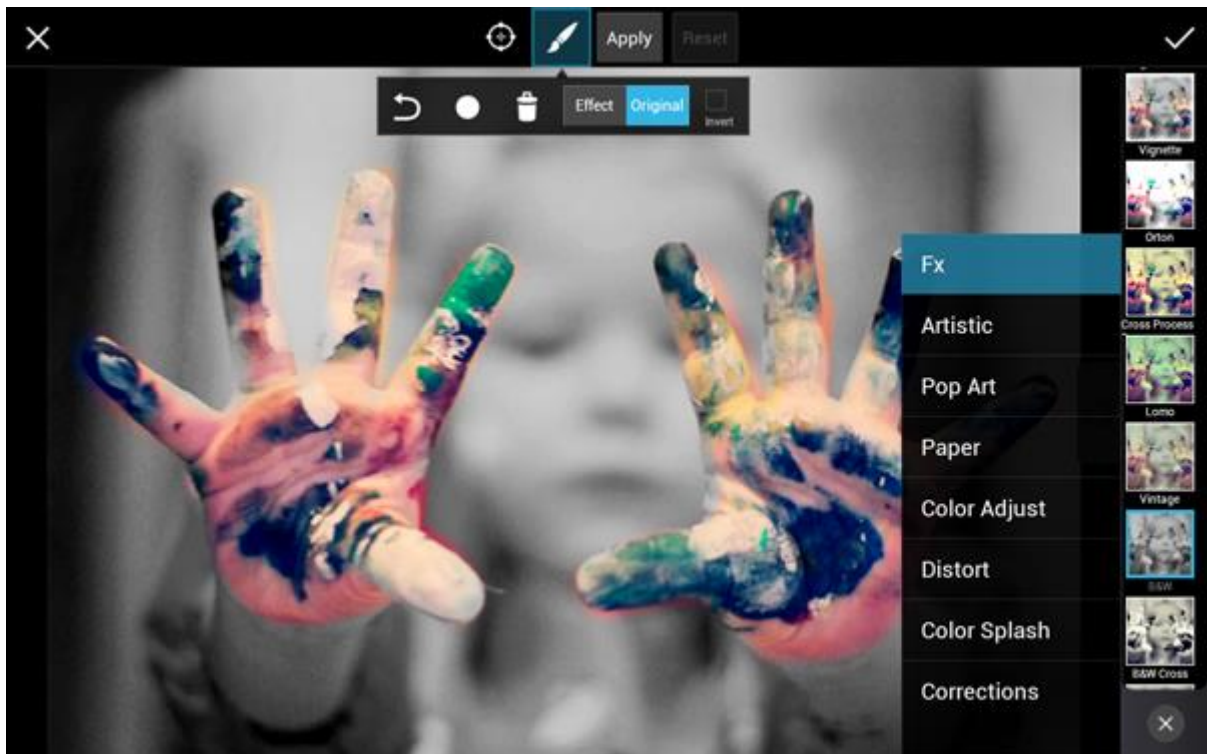 Apply
Reset
Effect
Original
Invert
Vignette
Orton
Cross Process
Lomo
Vintage
B&W
B&W Cross
Fx
Artistic
Pop Art
Paper
Color Adjust
Distort
Color Splash
Corrections